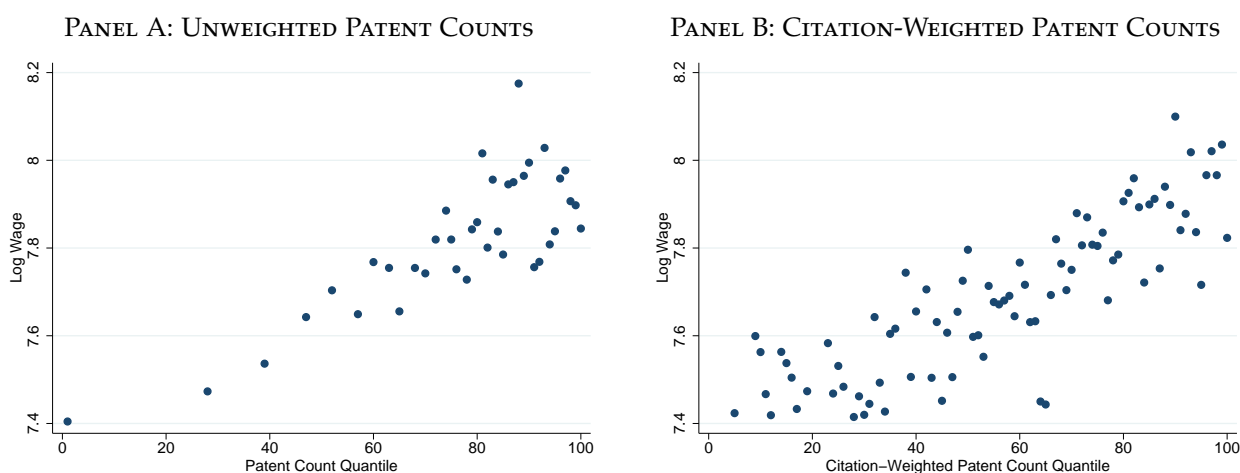 PANEL A: UNWEIGHTED PATENT COUNTS
8.2
8
7.8
7.6
7.4
Log Wage
0 20 40 60 80 100
Patent Count Quantile
PANEL B: CITATION-WEIGHTED PATENT COUNTS
8.2
8
7.8
7.6
7.4
Log Wage
0 20 40 60 80 100
Citation−Weighted Patent Count Quantile